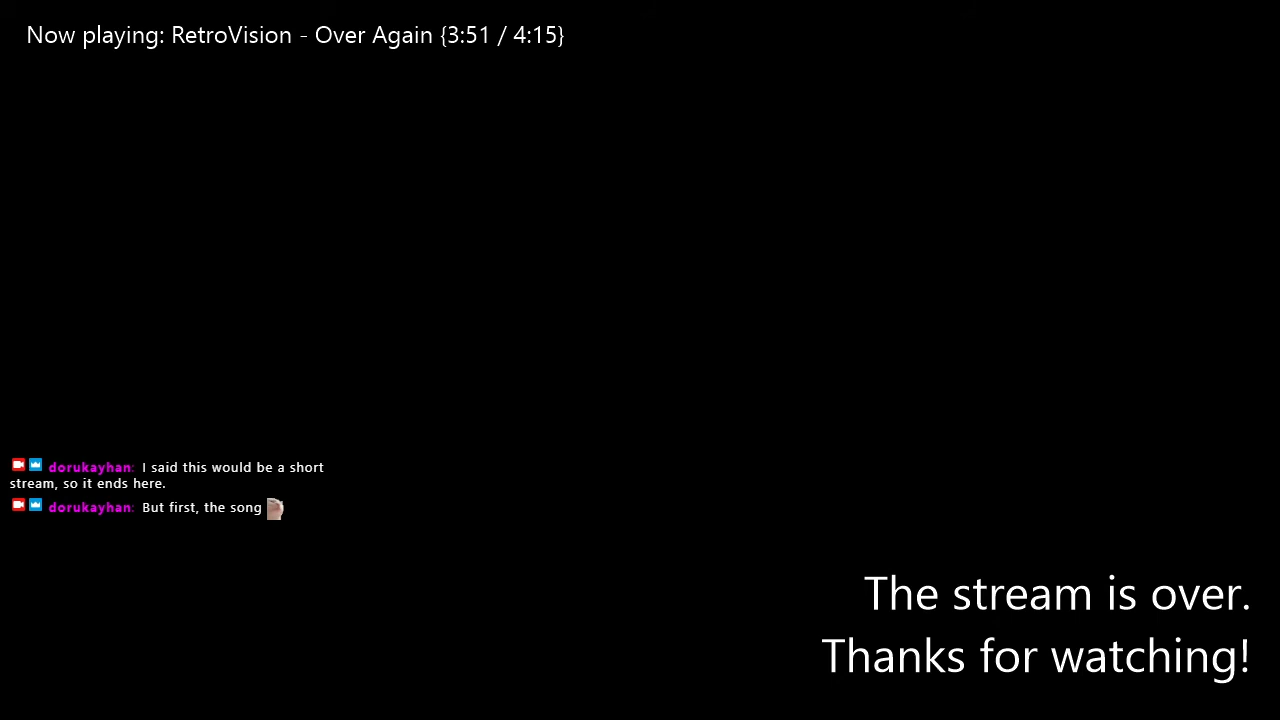 Now playing: RetroVision - Over Again {3:51 / 4:15}
dorukayhan: I said this would be a short
stream, so it ends here.
dorukayhan: But first, the song
The stream is over.
Thanks for watching!